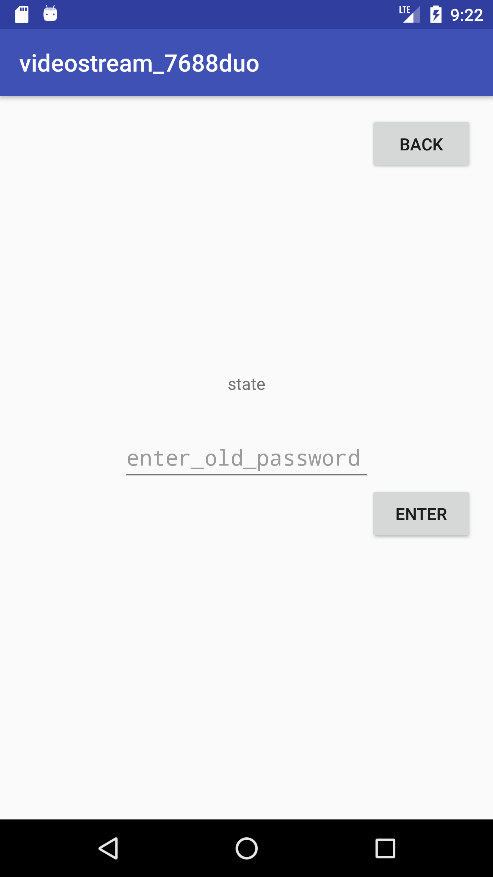 LTE 9:22
videostream_7688duo
BACK
state
enter_old_password
ENTER